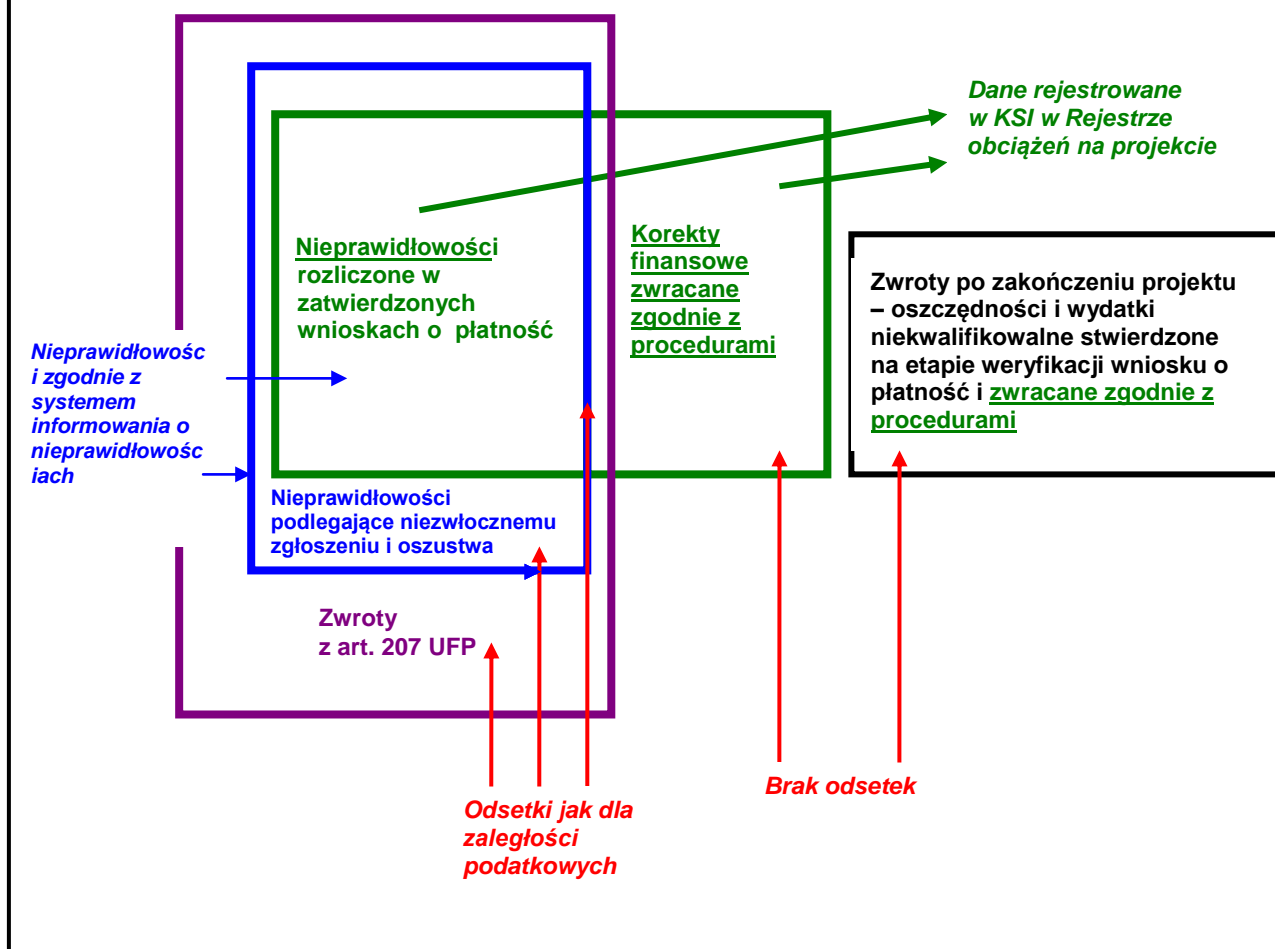 Dane rejestrowane
w KSI w Rejestrze
obciążeń na projekcie
Nieprawidłowości
rozliczone w
zatwierdzonych
wnioskach o płatność
Korekty
finansowe
zwracane
zgodnie z
procedurami
Zwroty po zakończeniu projektu
– oszczędności i wydatki
niekwalifikowalne stwierdzone
na etapie weryfikacji wniosku o
płatność i zwracane zgodnie z
procedurami
Nieprawidłowośc
i zgodnie z
systemem
informowania o
nieprawidłowośc
iach
Nieprawidłowości
podlegające niezwłocznemu
zgłoszeniu i oszustwa
Zwroty
z art. 207 UFP
Odsetki jak dla
zaległości
podatkowych
Brak odsetek